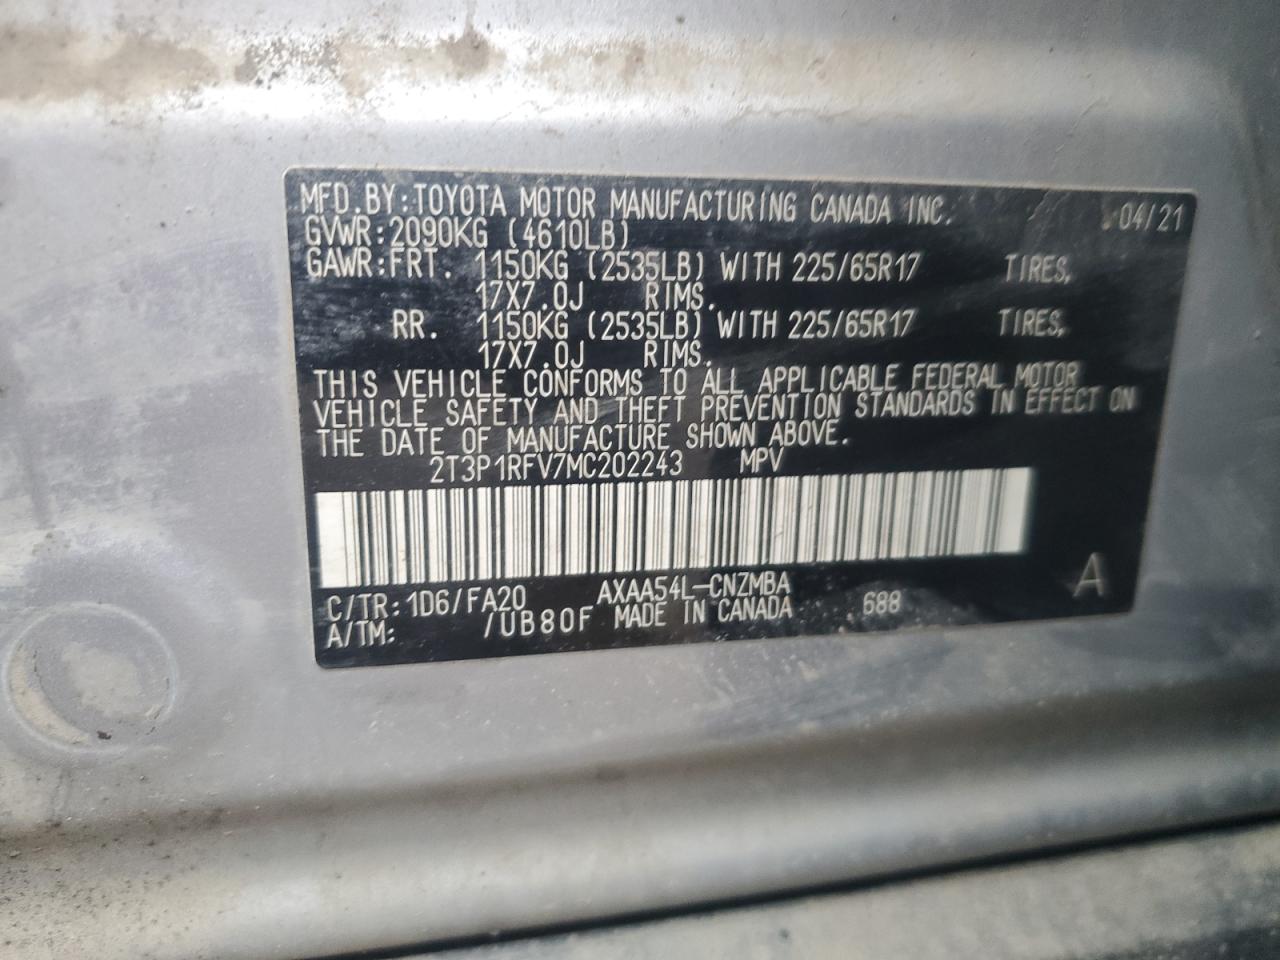 MFD.BY:TOYOTA MOTOR MANUFACTURING CANADA INC. 04/21
GVWR:2090KG (4610LB)
GAWR:FRT. 1150KG (2535LB) WITH 225/65R17 TIRES,
17X7.0J RIMS.
RR. 1150KG (2535LB) WITH 225/65R17 TIRES,
17X7.0J RIMS.
THIS VEHICLE CONFORMS TO ALL APPLICABLE FEDERAL MOTOR
VEHICLE SAFETY AND THEFT PREVENTION STANDARDS IN EFFECT ON
THE DATE OF MANUFACTURE SHOWN ABOVE.
2T3P1RFV7MC202243 MPV
C/TR:1D6/FA20 AXAA54L-CNZMBA A
A/TM: /UB80F MADE IN CANADA 688